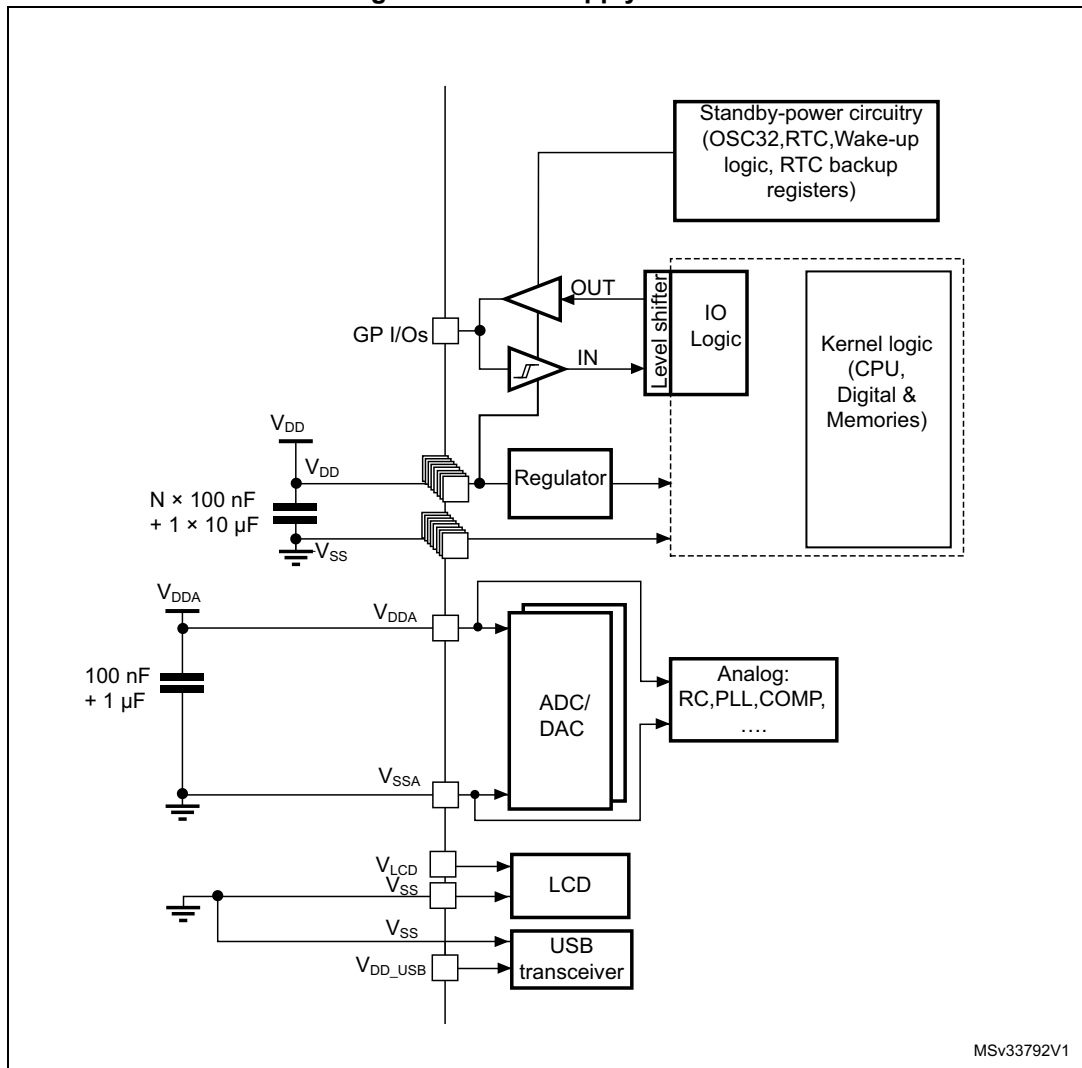 Standby-power circuitry
(OSC32,RTC,Wake-up
logic, RTC backup
registers)
OUT
Level shifter
IO
Logic
GP I/Os
IN
Kernel logic
(CPU,
Digital &
Memories)
VDD
VDD
Regulator
N × 100 nF
+ 1 × 10 µF
VSS
VDDA
VDDA
100 nF
+ 1 µF
ADC/
DAC
Analog:
RC,PLL,COMP,
....
VSSA
VLCD
VSS
LCD
VSS
USB
transceiver
VDD_USB
MSv33792V1